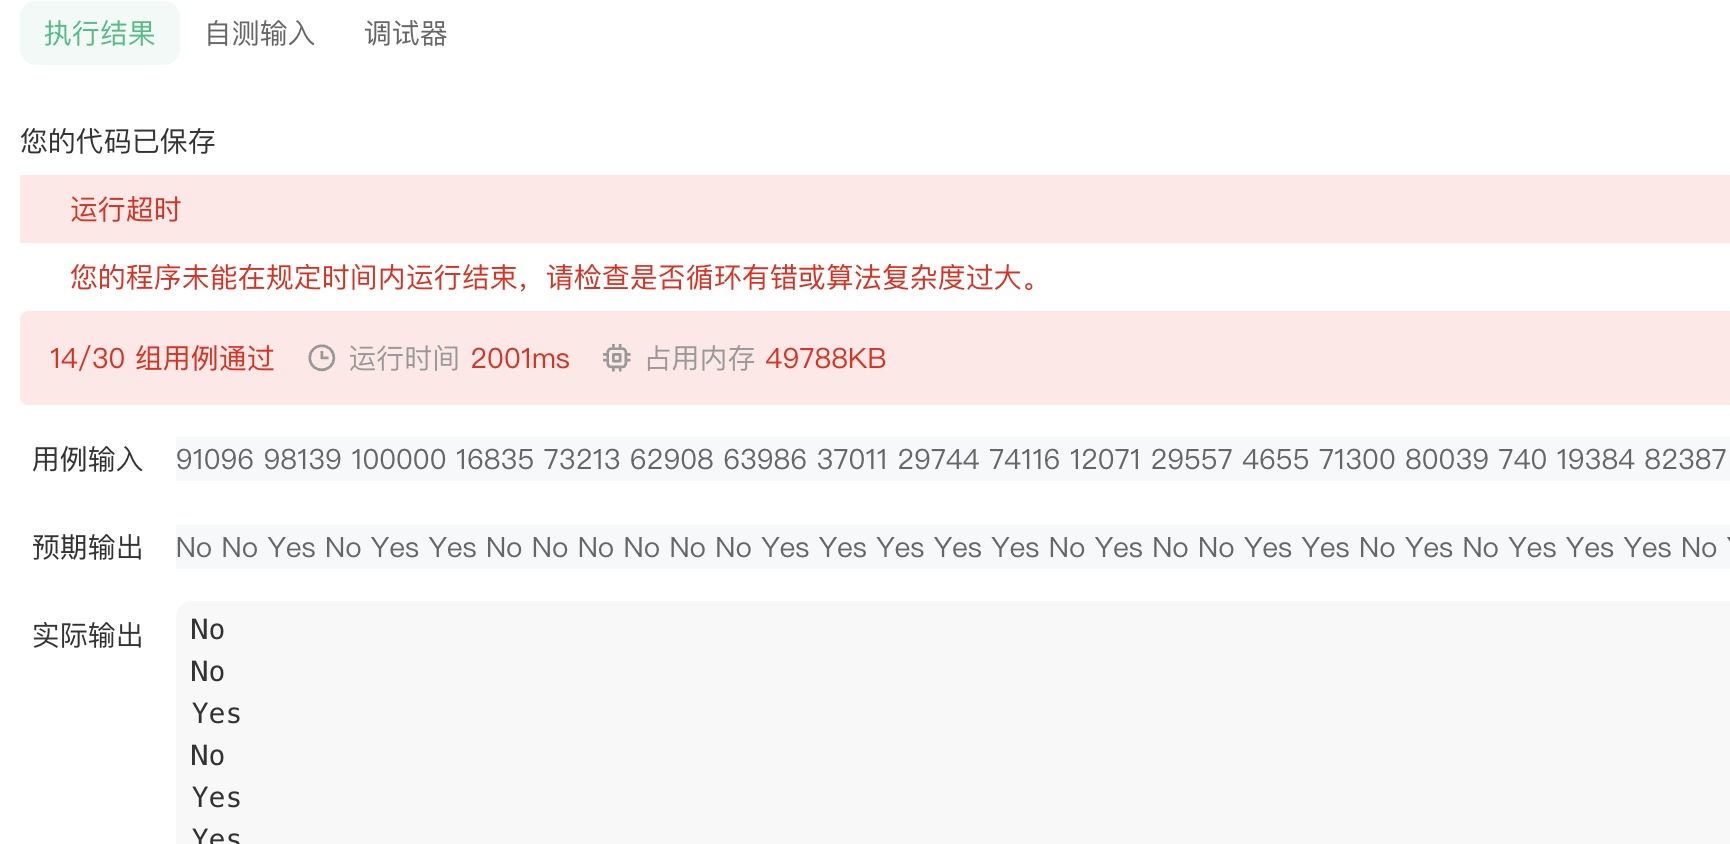 执行结果 自测输入 调试器
您的代码已保存
运行超时
您的程序未能在规定时间内运行结束，请检查是否循环有错或算法复杂度过大。
14/30 组用例通过 运行时间 2001ms 占用内存 49788KB
用例输入 91096 98139 100000 16835 73213 62908 63986 37011 29744 74116 12071 29557 4655 71300 80039 740 19384 82387
预期输出 No No Yes No Yes Yes No No No No No No Yes Yes Yes Yes Yes No Yes No No Yes Yes No Yes No Yes Yes Yes No
实际输出 No
No
Yes
No
Yes
Yes